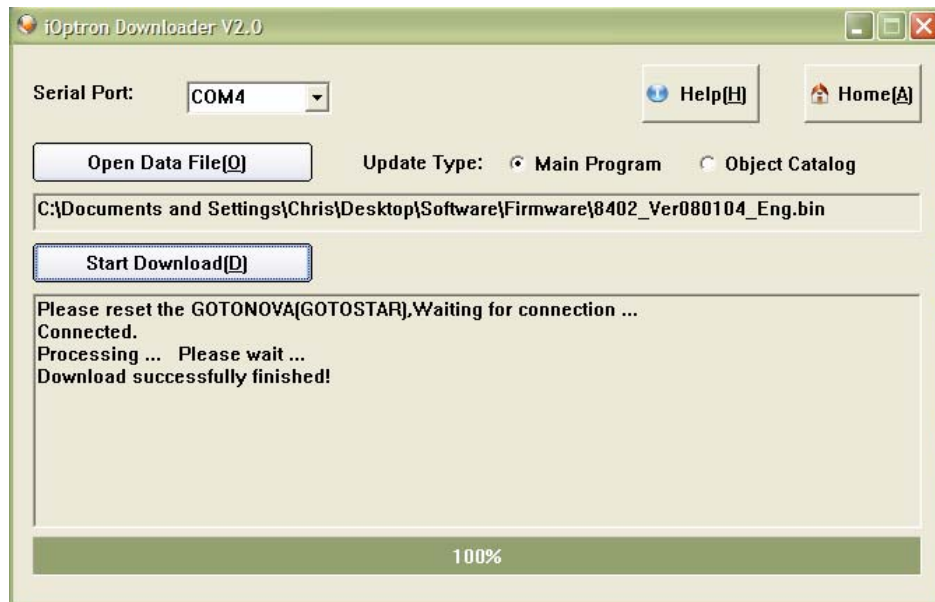 iOptron Downloader V2.0
Serial Port: COM4 Help(H) Home(A)
Open Data File(O) Update Type: Main Program Object Catalog
C:\Documents and Settings\Chris\Desktop\Software\Firmware\8402_Ver080104_Eng.bin
Start Download(D)
Please reset the GOTONOVA(GOTOSTAR),Waiting for connection ...
Connected.
Processing ... Please wait ...
Download successfully finished!
100%